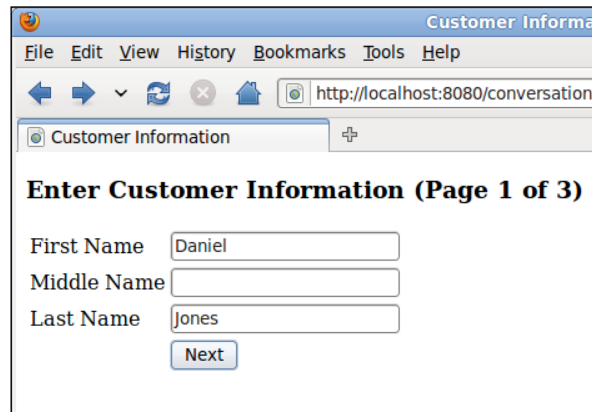 Customer Informa
File Edit View History Bookmarks Tools Help
http://localhost:8080/conversation
Customer Information
Enter Customer Information (Page 1 of 3)
First Name Daniel
Middle Name
Last Name Jones
Next